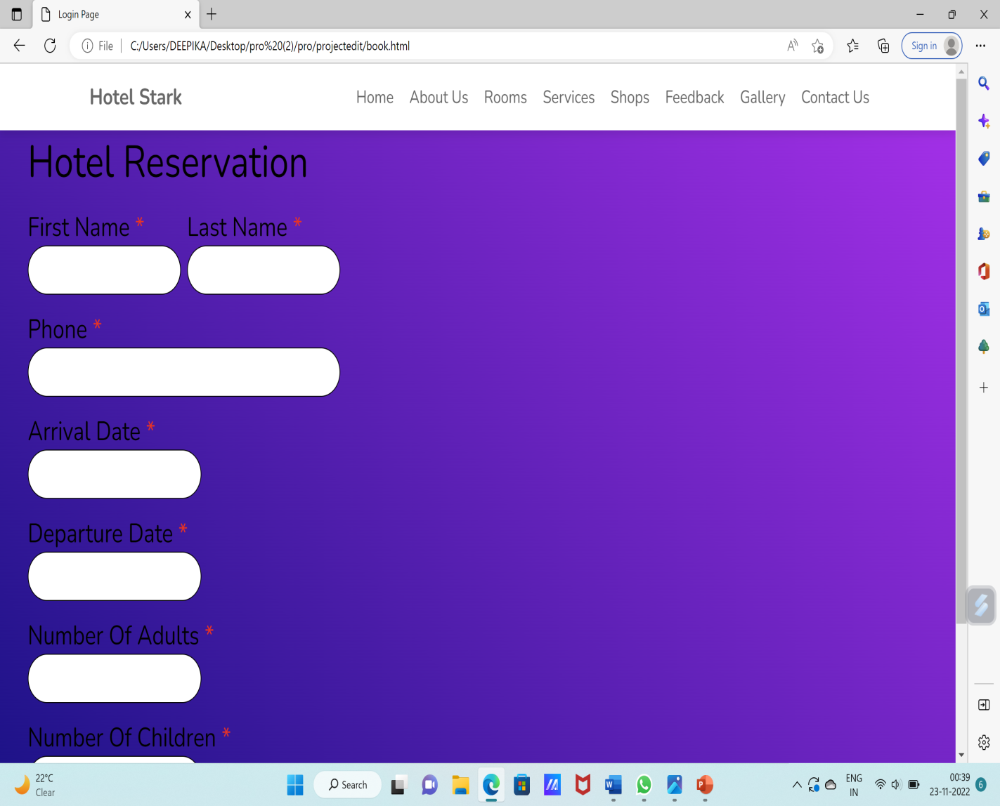 Login Page
File
C:/Users/DEEPIKA/Desktop/pro%20(2)/pro/projectedit/book.html
Sign in
Hotel Stark
Home About Us Rooms Services Shops Feedback Gallery Contact Us
Hotel Reservation
First Name * Last Name *
Phone *
Arrival Date *
Departure Date *
Number Of Adults *
Number Of Children *
22°C
Clear
Search
ENG
IN
00:39
23-11-2022
6